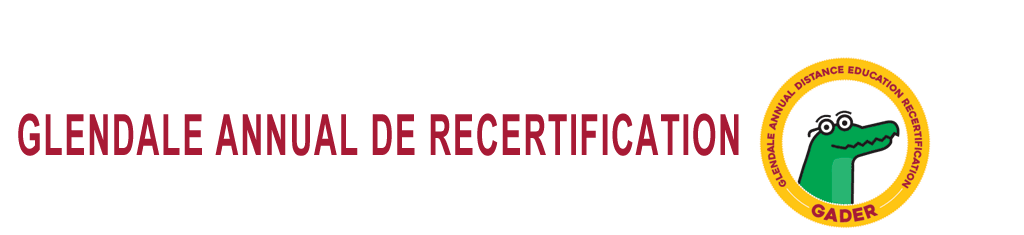 GLENDALE ANNUAL DE RECERTIFICATION
GLENDALE ANNUAL DISTANCE EDUCATION RECERTIFICATION
GADER